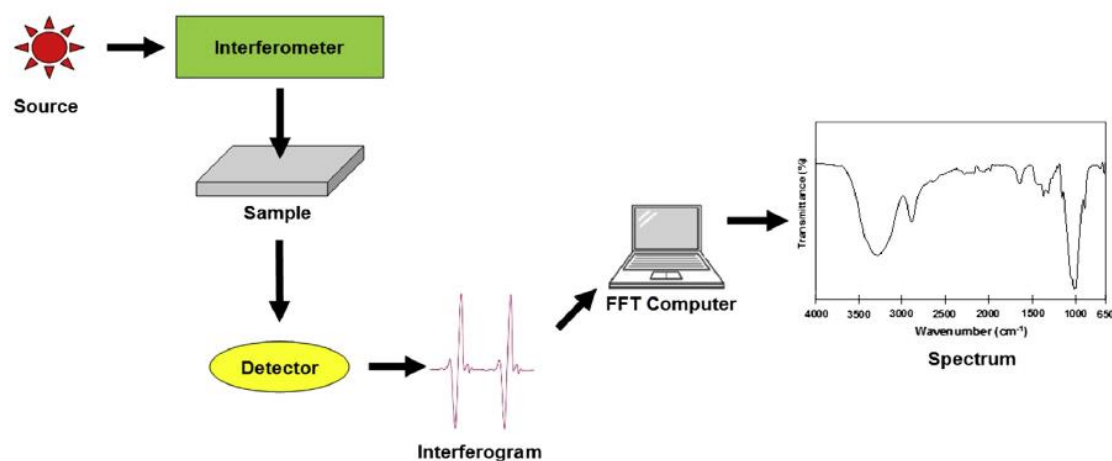 Source
Interferometer
Sample
Detector
Interferogram
FFT Computer
Transmittance (%)
4000 3500 3000 2500 2000 1500 1000 650
Wavenumber (cm-1)
Spectrum